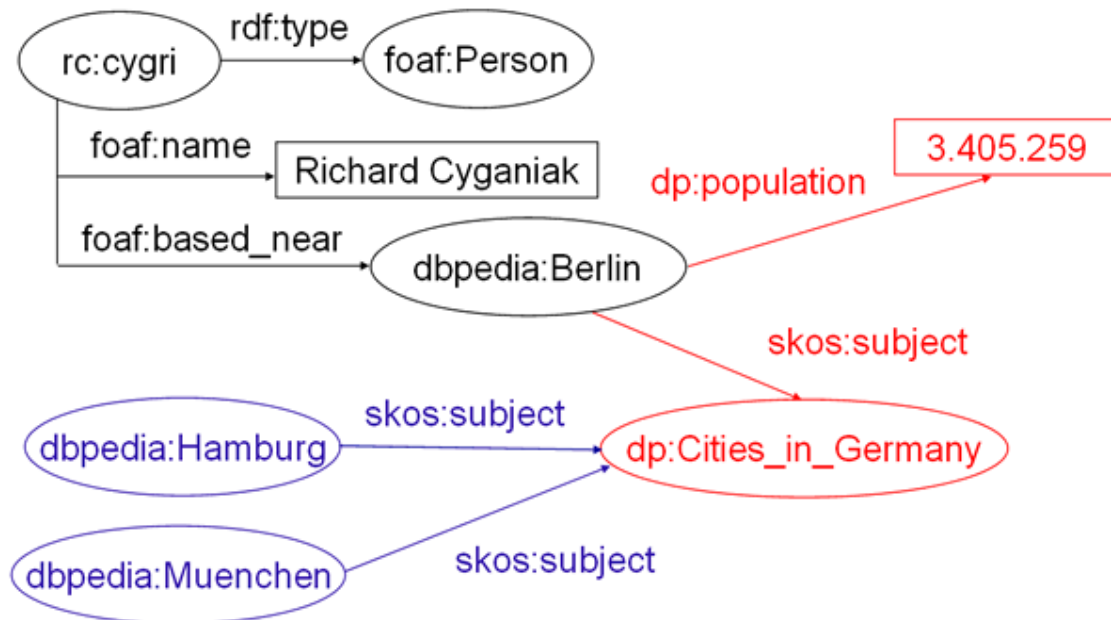 rdf:type
rc:cygri
foaf:Person
foaf:name
Richard Cyganiak
3.405.259
dp:population
foaf:based_near
dbpedia:Berlin
skos:subject
skos:subject
dbpedia:Hamburg
dp:Cities_in_Germany
skos:subject
dbpedia:Muenchen